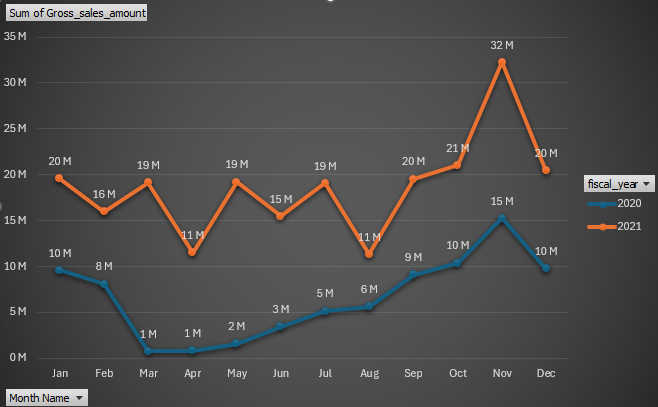 Sum of Gross_sales_amount
35 M
30 M
25 M
20 M
15 M
10 M
5 M
0 M
20 M
16 M
19 M
11 M
19 M
15 M
19 M
11 M
20 M
21 M
32 M
20 M
10 M
8 M
1 M
1 M
2 M
3 M
5 M
6 M
9 M
10 M
15 M
10 M
Jan Feb Mar Apr May Jun Jul Aug Sep Oct Nov Dec
fiscal_year
2020
2021
Month Name